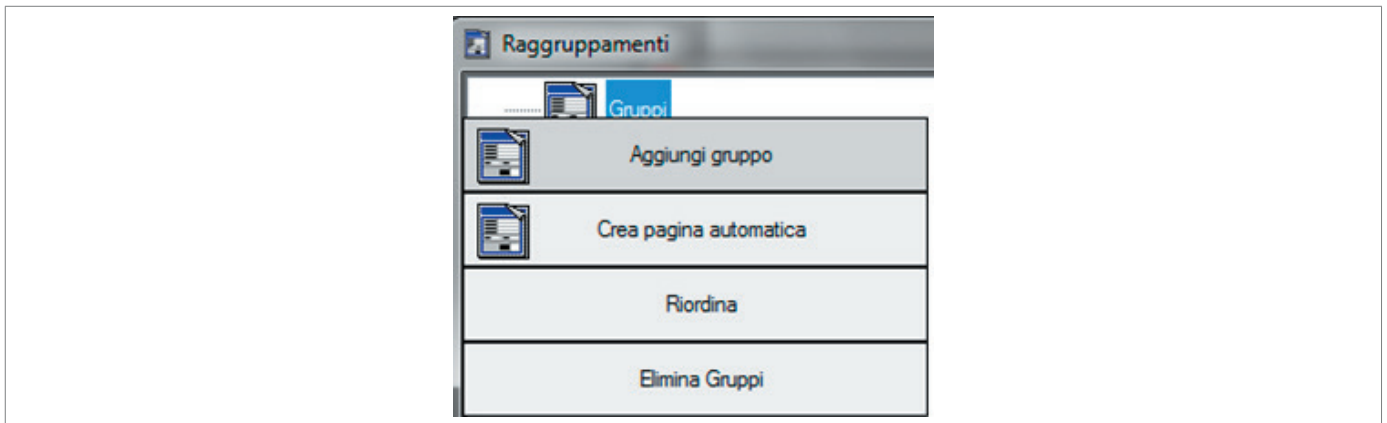 Raggruppamenti
Gruppi
Aggiungi gruppo
Crea pagina automatica
Riordina
Elimina Gruppi